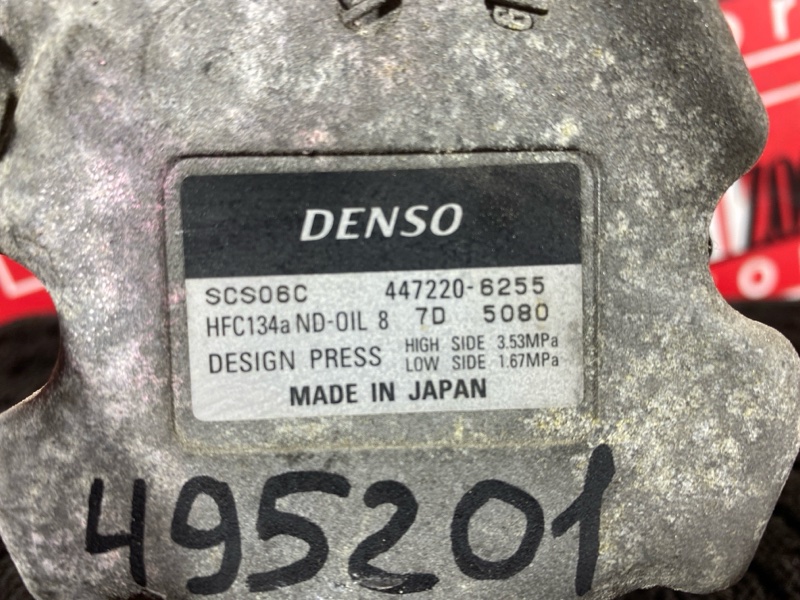 DENSO
SCS06C 447220-6255
HFC134a ND-OIL 8 7D 5080
DESIGN PRESS HIGH SIDE 3.53MPa
LOW SIDE 1.67MPa
MADE IN JAPAN
495201